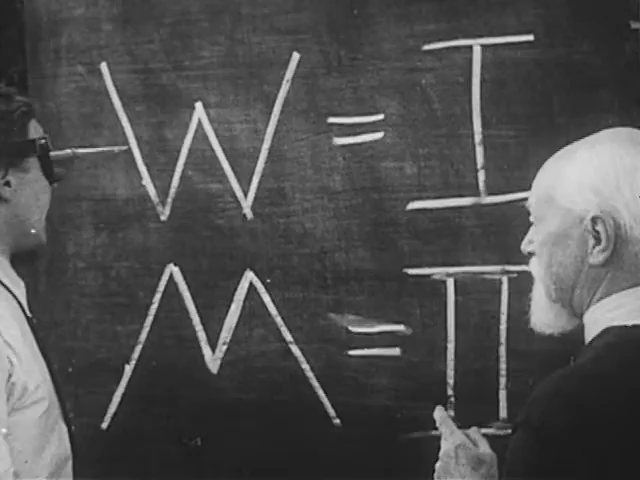 W = I
M = II